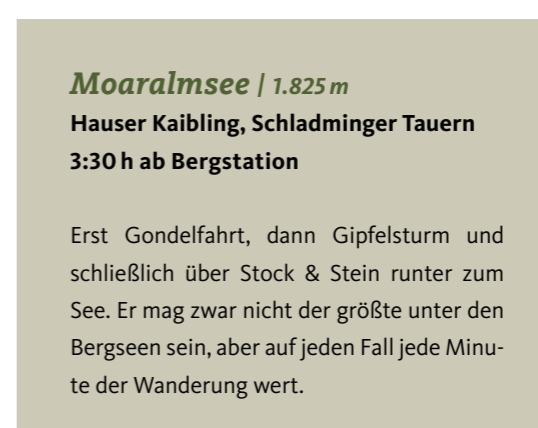 Moaralmsee | 1.825 m
Hauser Kaibling, Schladminger Tauern
3:30 h ab Bergstation
Erst Gondelfahrt, dann Gipfelsturm und
schließlich über Stock & Stein runter zum
See. Er mag zwar nicht der größte unter den
Bergseen sein, aber auf jeden Fall jede Minu-
te der Wanderung wert.